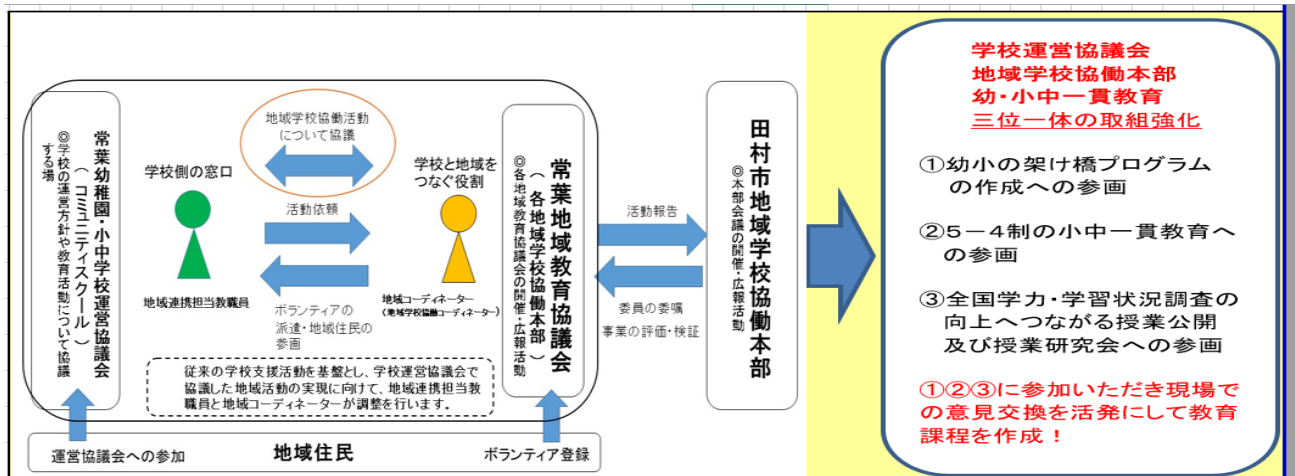 常葉幼稚園・小中学校運営協議会
（コミュニティスクール）
◎学校の運営方針や教育活動について協議
する場
学校側の窓口
地域連携担当教職員
地域学校協働活動
について協議
活動依頼
ボランティアの
派遣・地域住民の
参画
学校と地域を
つなぐ役割
地域コーディネーター
（地域学校協働コーディネーター）
常葉地域教育協議会
（各地域学校協働本部）
◎各地域教育協議会の開催・広報活動
従来の学校支援活動を基盤とし、学校運営協議会で
協議した地域活動の実現に向けて、地域連携担当教
職員と地域コーディネーターが調整を行います。
運営協議会への参加
地域住民
ボランティア登録
活動報告
委員の委嘱
事業の評価・検証
田村市地域学校協働本部
◎本部会議の開催・広報活動
学校運営協議会
地域学校協働本部
幼・小中一貫教育
三位一体の取組強化
①幼小の架け橋プログラム
の作成への参画
②５－４制の小中一貫教育へ
の参画
③全国学力・学習状況調査の
向上へつながる授業公開
及び授業研究会への参画
①②③に参加いただき現場で
の意見交換を活発にして教育
課程を作成！